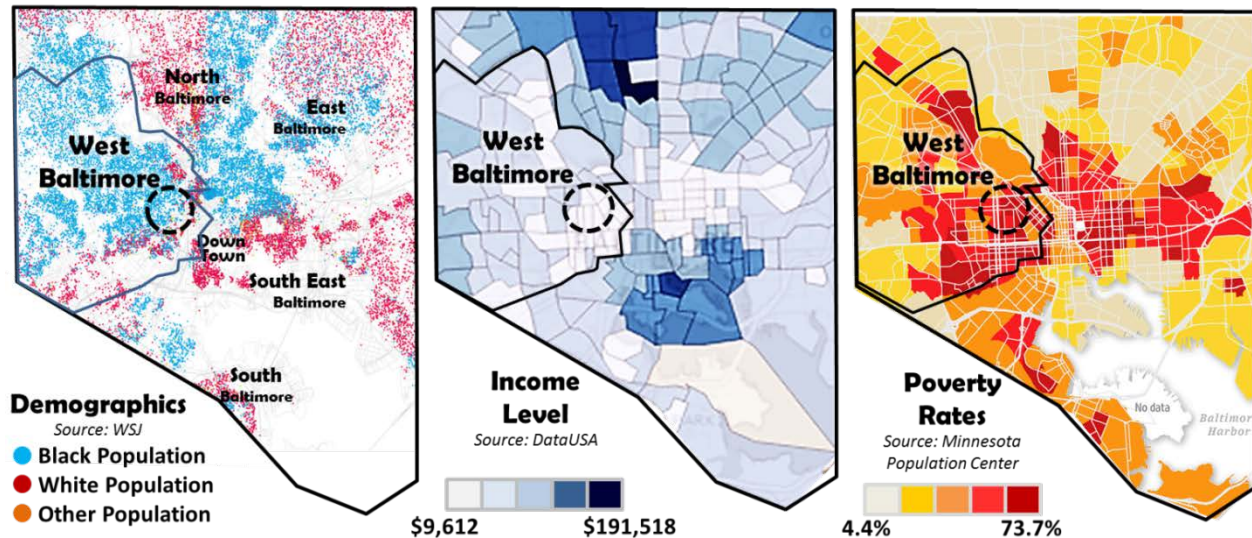 North
Baltimore
East
Baltimore
West
Baltimore
Down
Town
South East
Baltimore
South
Baltimore
Demographics
Source: WSJ
Black Population
White Population
Other Population
West
Baltimore
Income
Level
Source: DataUSA
$9,612
$191,518
West
Baltimore
Poverty
Rates
Source: Minnesota
Population Center
No data
Baltimor
Harbor
4.4%
73.7%